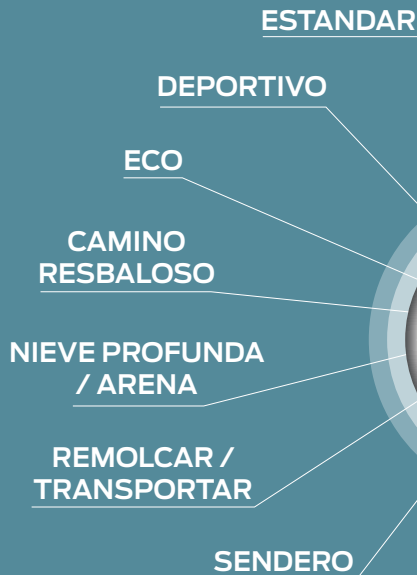 ESTANDAR
DEPORTIVO
ECO
CAMINO
RESBALOSO
NIEVE PROFUNDA
/ ARENA
REMOLCAR /
TRANSPORTAR
SENDERO